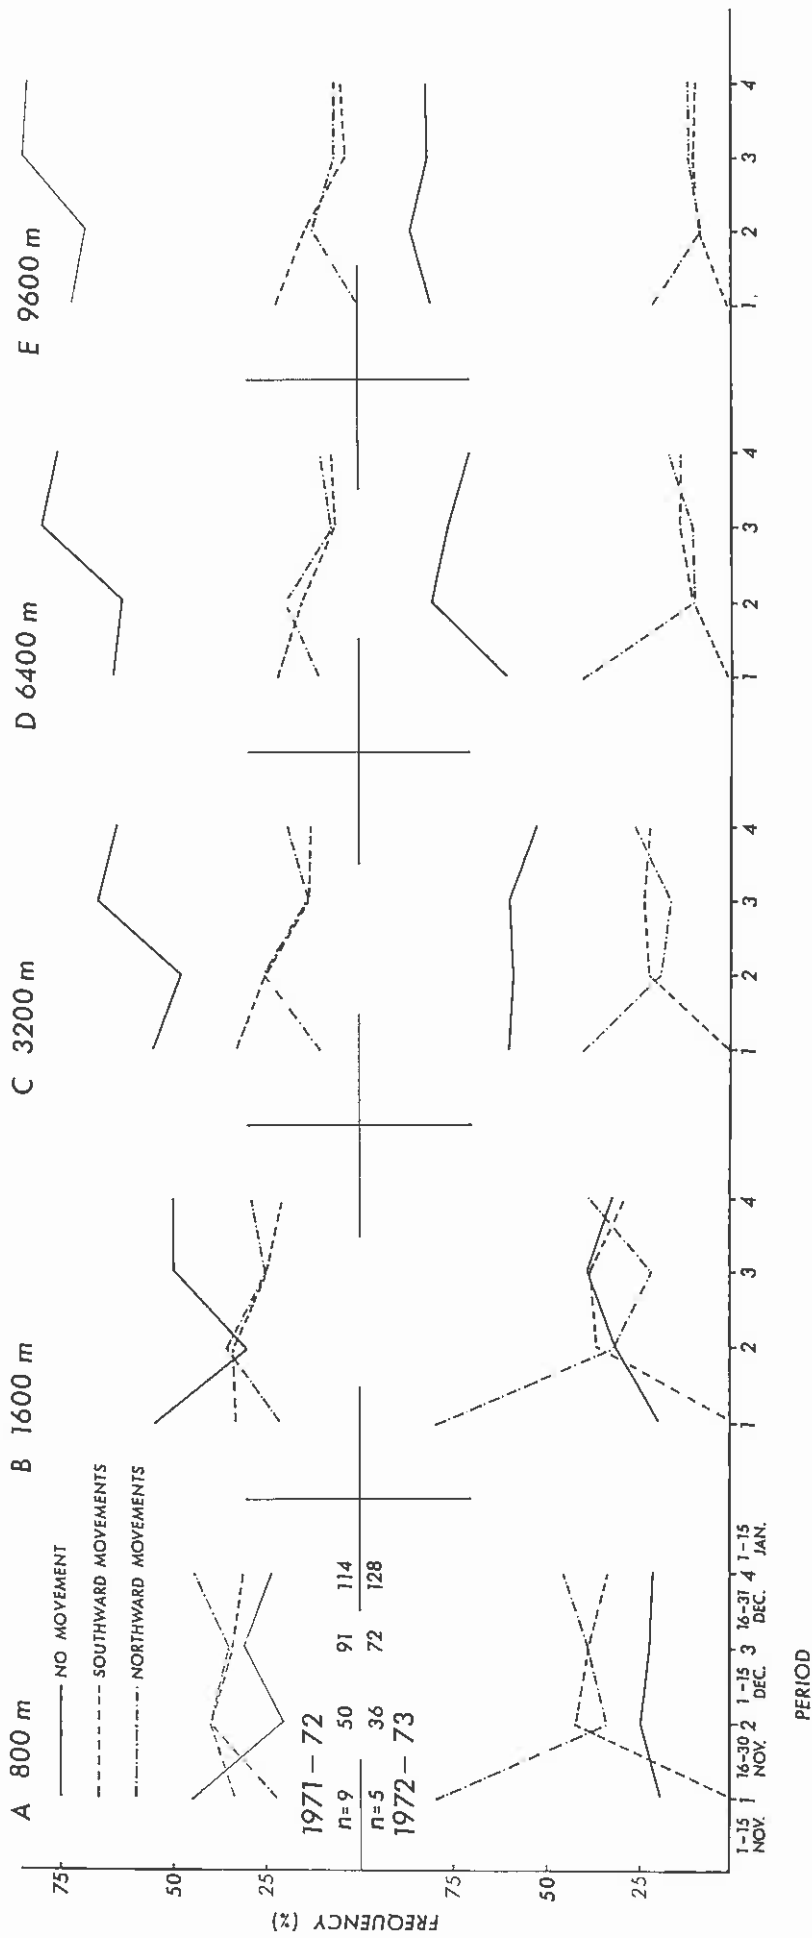 A 800 m
B 1600 m
C 3200 m
D 6400 m
E 9600 m
NO MOVEMENT
SOUTHWARD MOVEMENTS
NORTHWARD MOVEMENTS
75
50
25
1971–72
n=9 50 91 114
n=5 36 72 128
1972–73
75
50
25
FREQUENCY (%)
1 2 3 4
1 2 3 4
1 2 3 4
1 2 3 4
1 2 3 4
1–15 NOV.
16–30 NOV.
1–15 DEC.
16–31 DEC.
1–15 JAN.
PERIOD